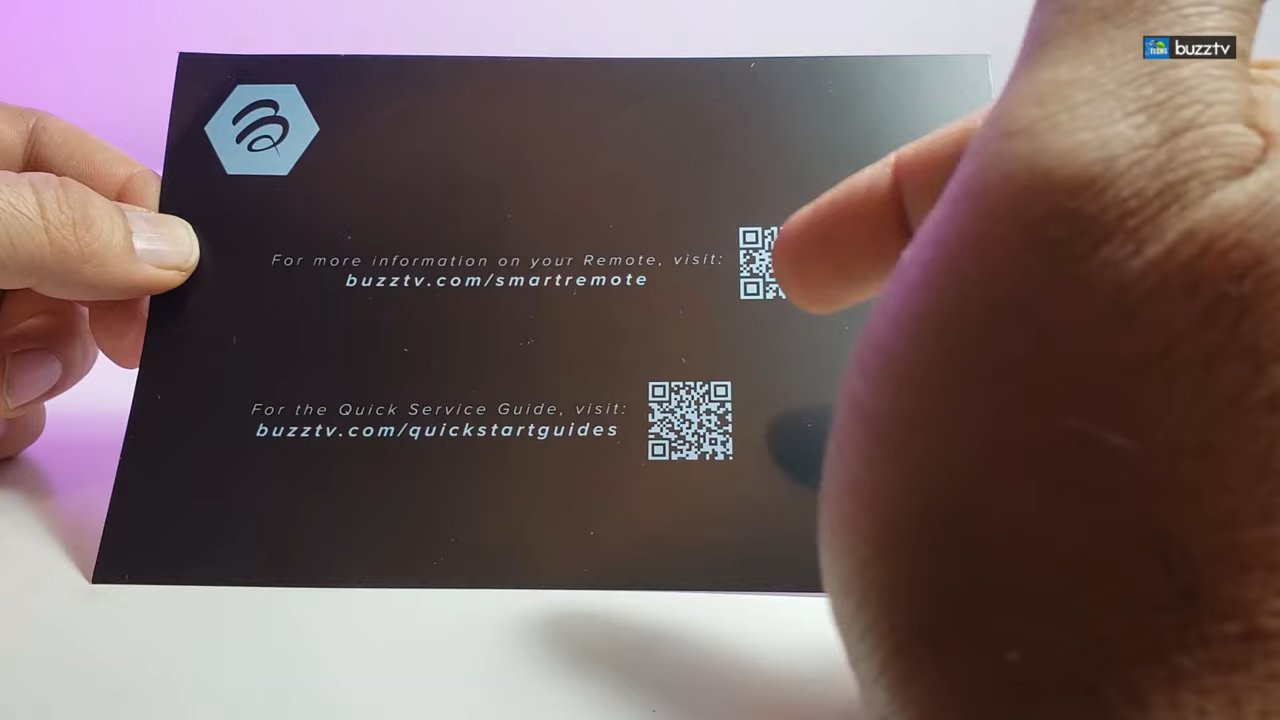 TECHS
buzztv
For more information on your Remote, visit:
buzztv.com/smartremote
For the Quick Service Guide, visit:
buzztv.com/quickstartguides